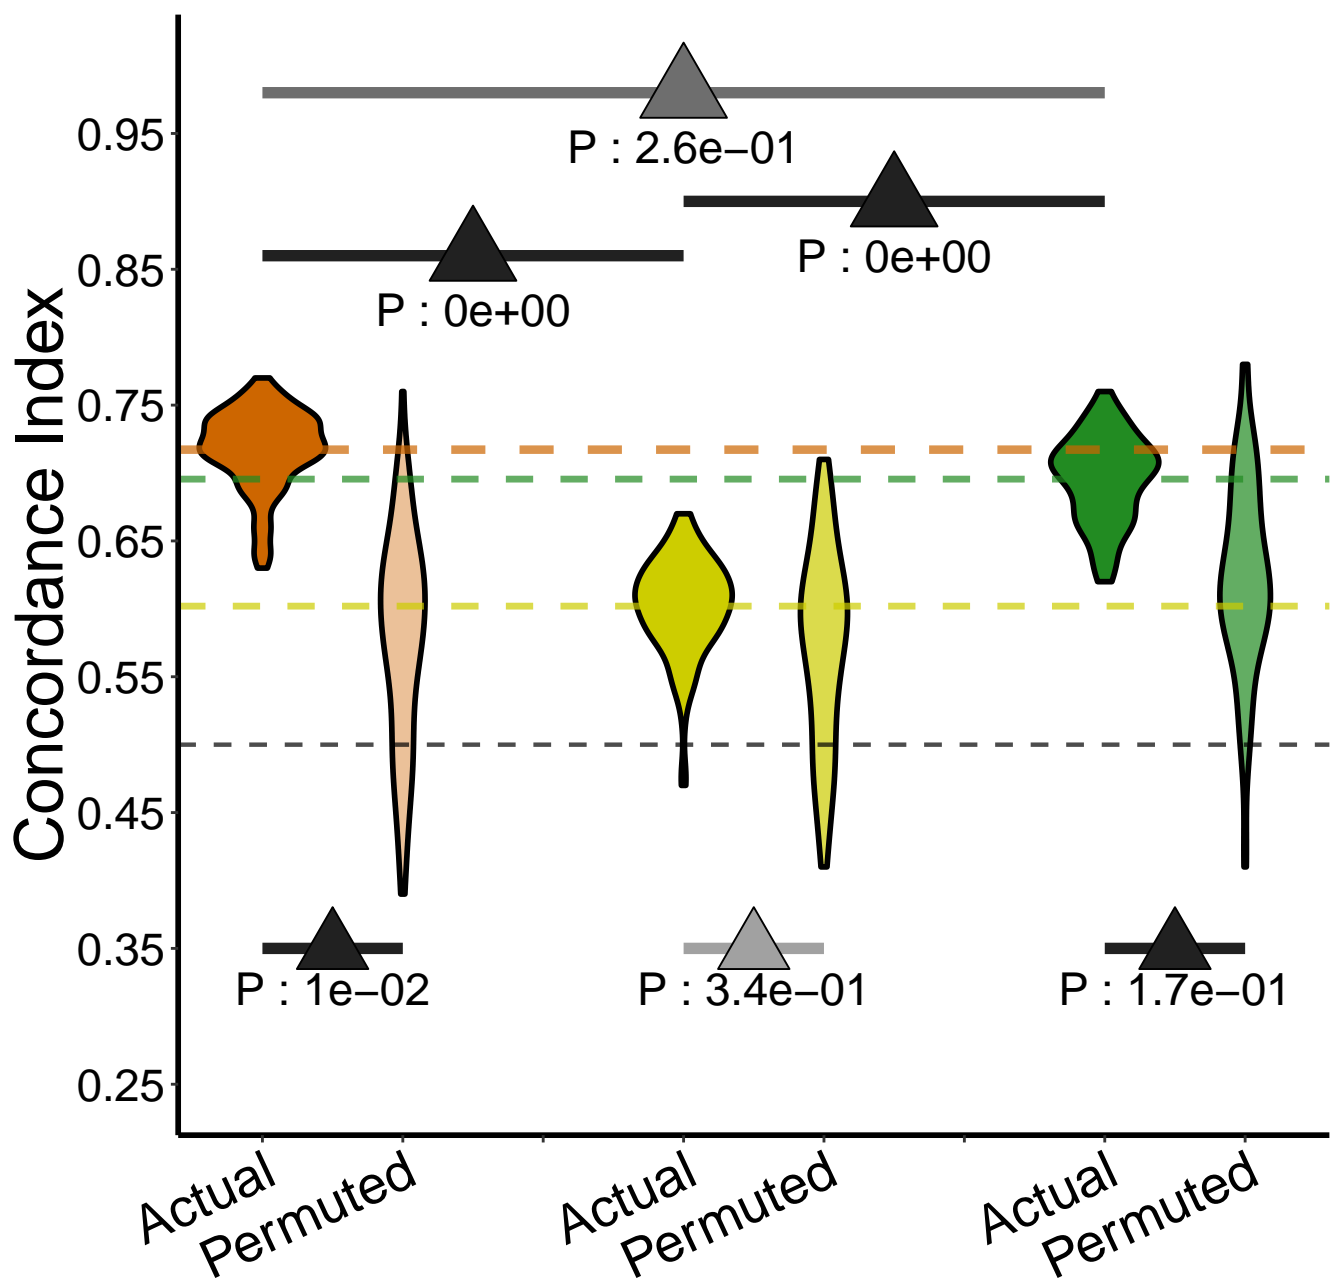 Concordance Index
0.95
0.85
0.75
0.65
0.55
0.45
0.35
0.25
P : 2.6e−01
P : 0e+00
P : 0e+00
P : 1e−02
P : 3.4e−01
P : 1.7e−01
Actual
Permuted
Actual
Permuted
Actual
Permuted